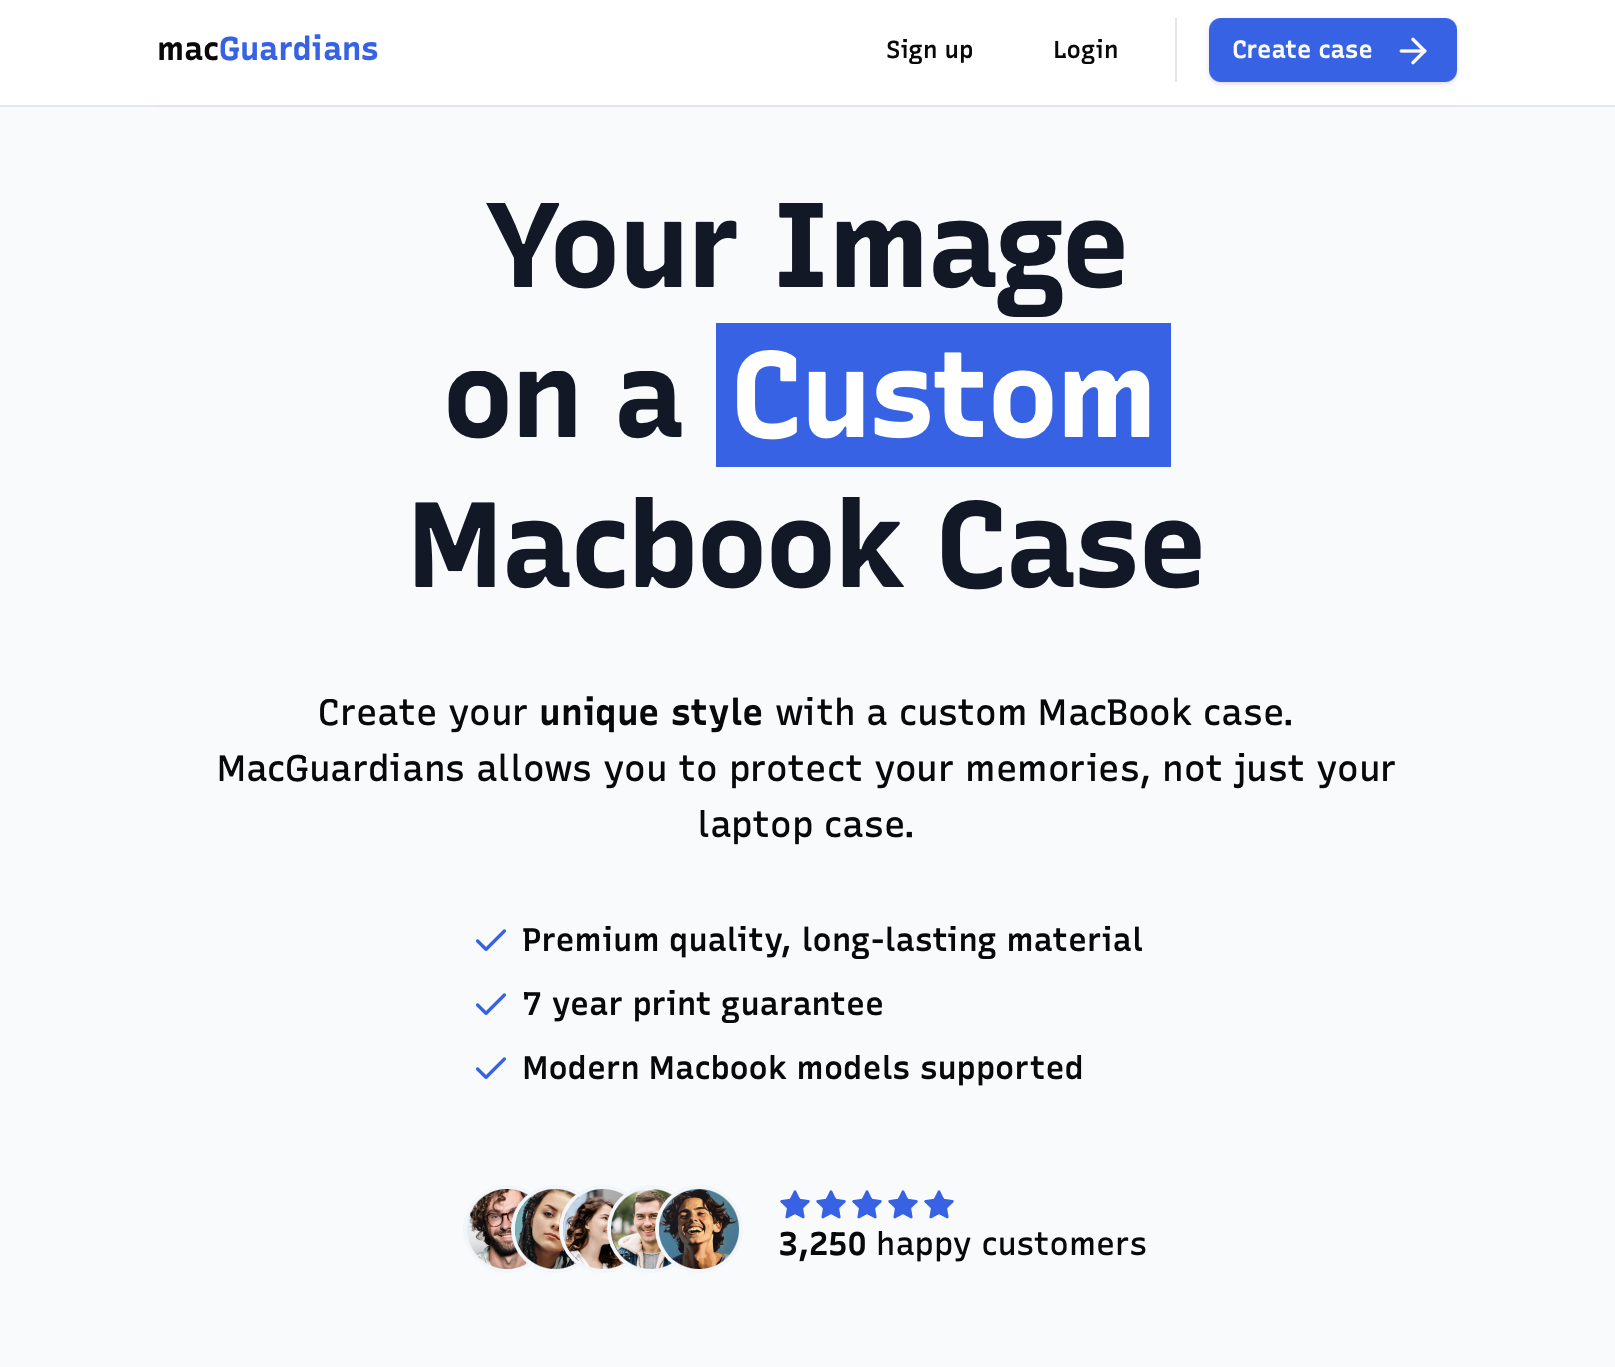 macGuardians
Sign up
Login
Create case
Your Image
on a Custom
Macbook Case
Create your unique style with a custom MacBook case.
MacGuardians allows you to protect your memories, not just your
laptop case.
Premium quality, long-lasting material
7 year print guarantee
Modern Macbook models supported
3,250 happy customers